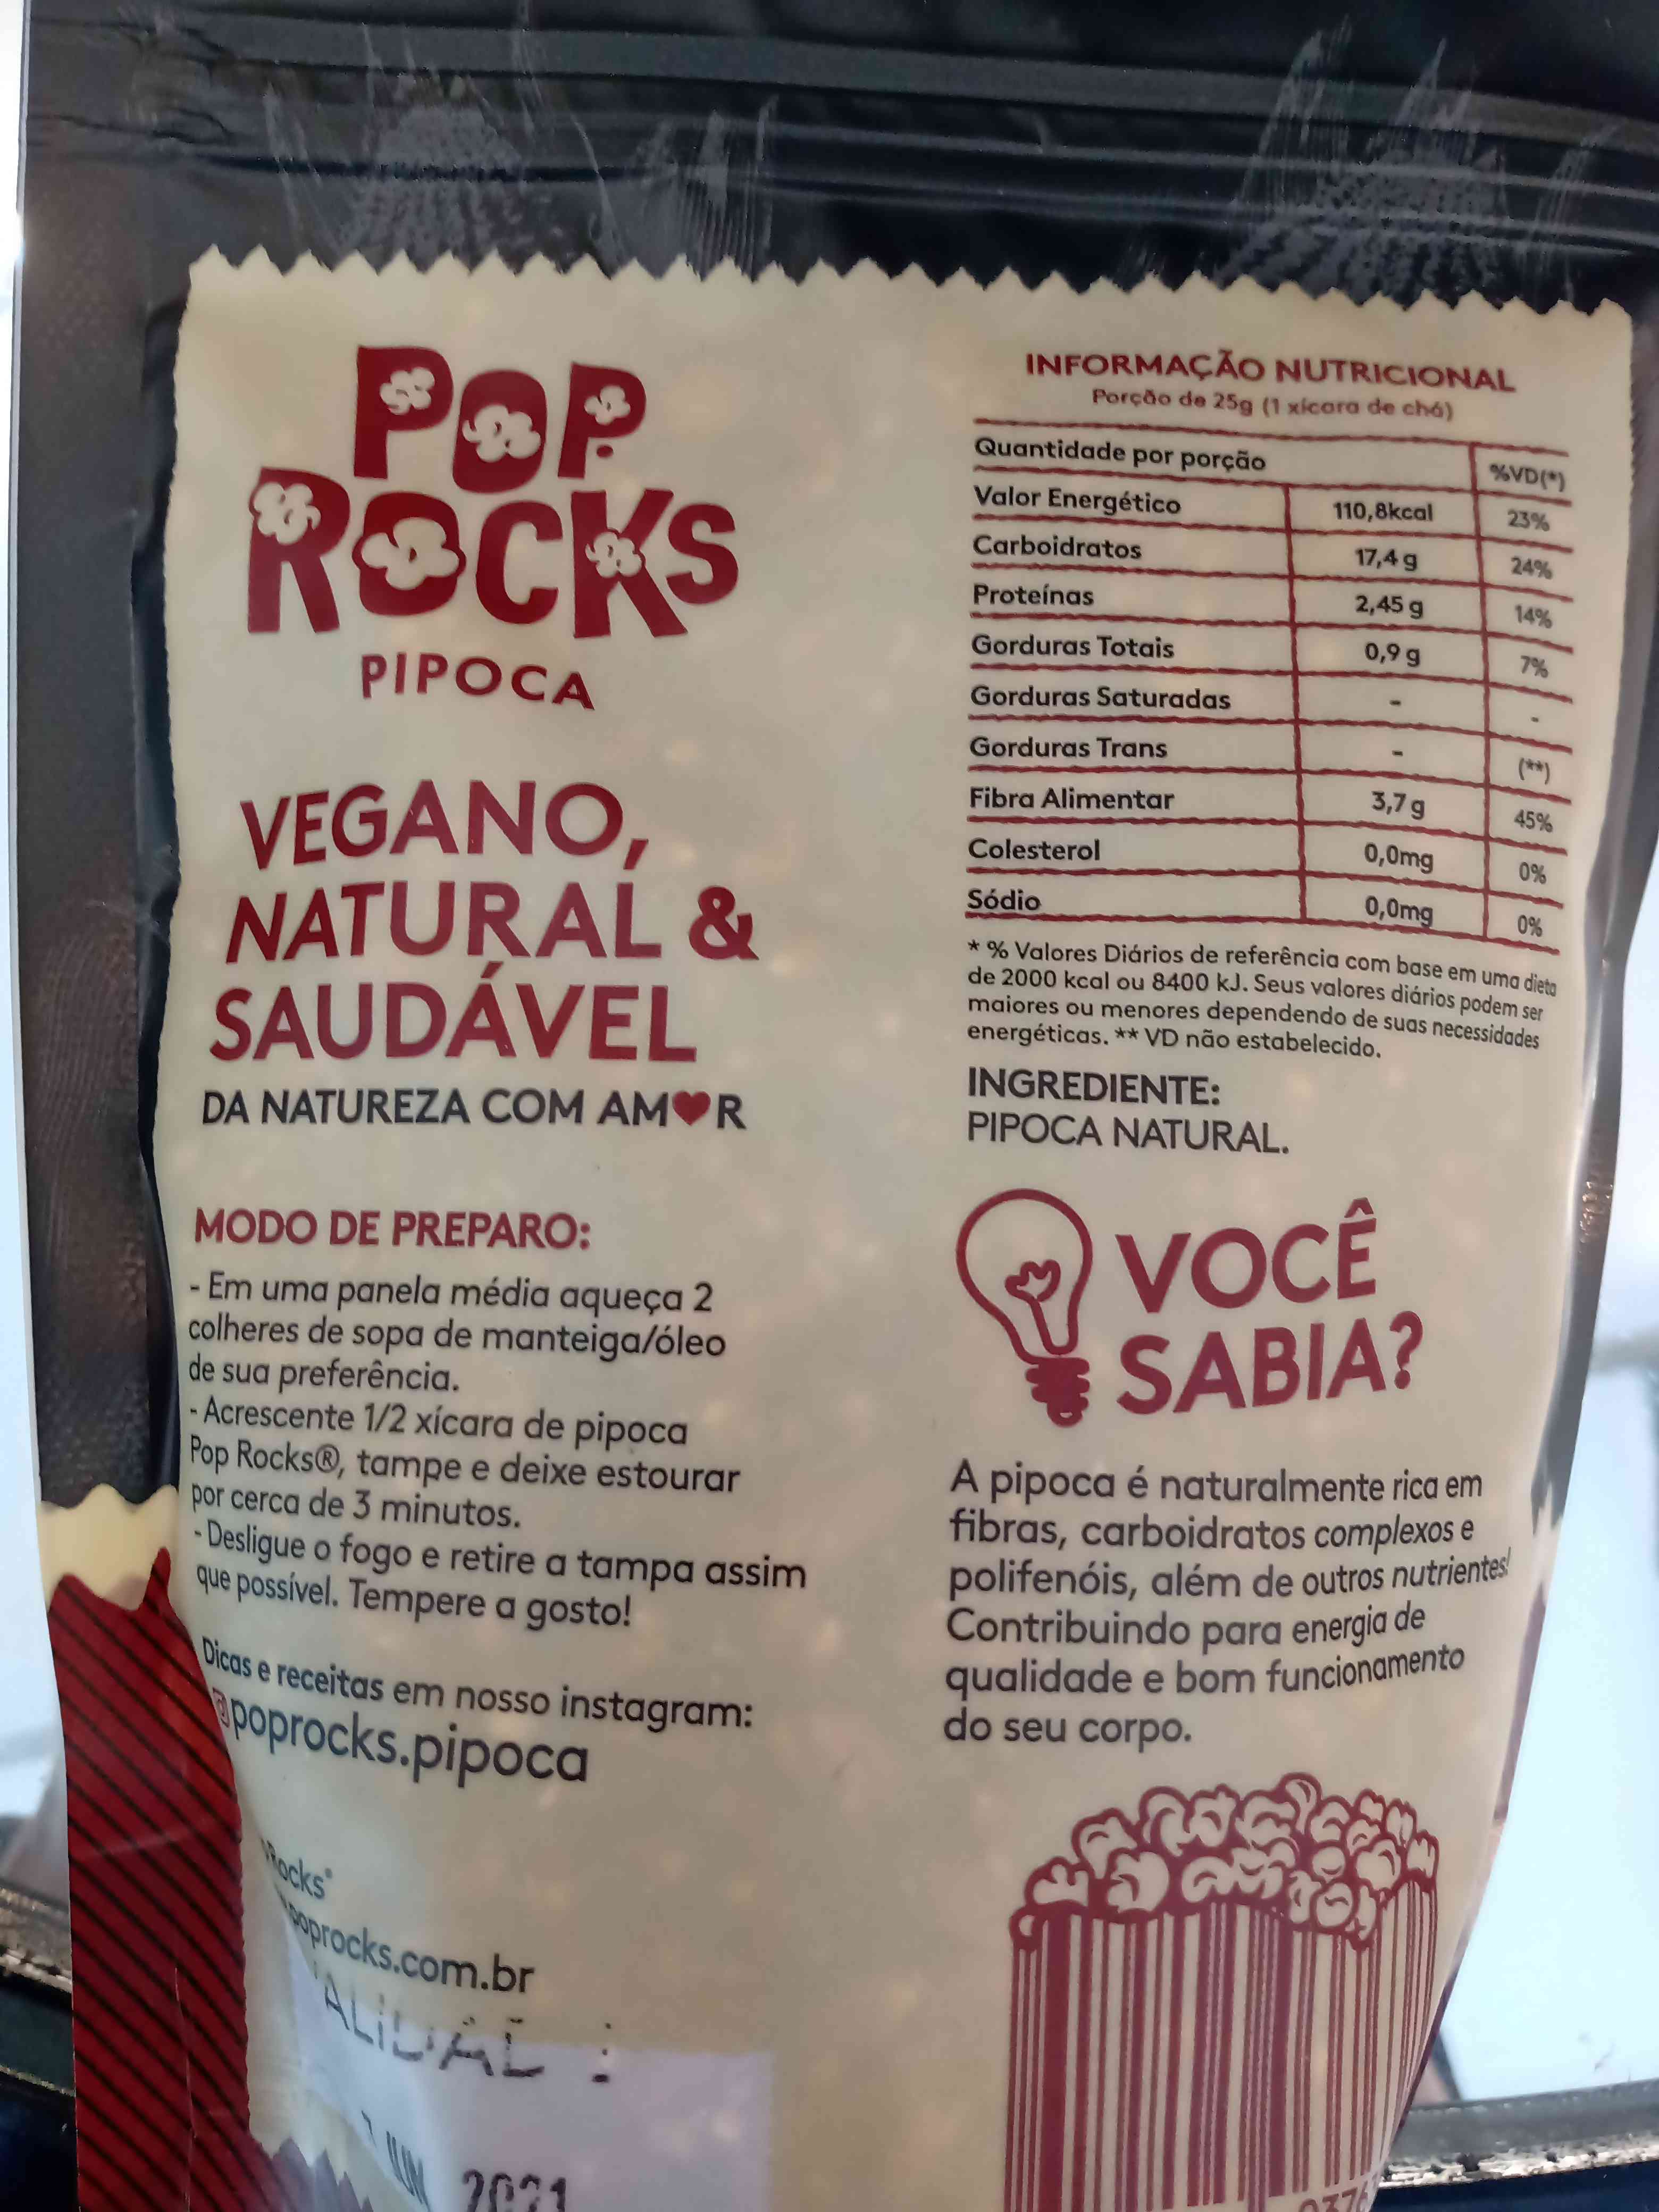 POP
ROCKS
PIPOCA
VEGANO,
NATURAL &
SAUDÁVEL
DA NATUREZA COM AM♥R
MODO DE PREPARO:
- Em uma panela média aqueça 2
colheres de sopa de manteiga/óleo
de sua preferência.
- Acrescente 1/2 xícara de pipoca
Pop Rocks®, tampe e deixe estourar
por cerca de 3 minutos.
- Desligue o fogo e retire a tampa assim
que possível. Tempere a gosto!
Dicas e receitas em nosso instagram:
@poprocks.pipoca
Rocks®
poprocks.com.br
JUN 2021
INFORMAÇÃO NUTRICIONAL
Porção de 25g (1 xícara de chá)
Quantidade por porção %VD(*)
Valor Energético 110,8kcal 23%
Carboidratos 17,4 g 24%
Proteínas 2,45 g 14%
Gorduras Totais 0,9 g 7%
Gorduras Saturadas - -
Gorduras Trans - (**)
Fibra Alimentar 3,7 g 45%
Colesterol 0,0mg 0%
Sódio 0,0mg 0%
* % Valores Diários de referência com base em uma dieta
de 2000 kcal ou 8400 kJ. Seus valores diários podem ser
maiores ou menores dependendo de suas necessidades
energéticas. ** VD não estabelecido.
INGREDIENTE:
PIPOCA NATURAL.
VOCÊ
SABIA?
A pipoca é naturalmente rica em
fibras, carboidratos complexos e
polifenóis, além de outros nutrientes!
Contribuindo para energia de
qualidade e bom funcionamento
do seu corpo.